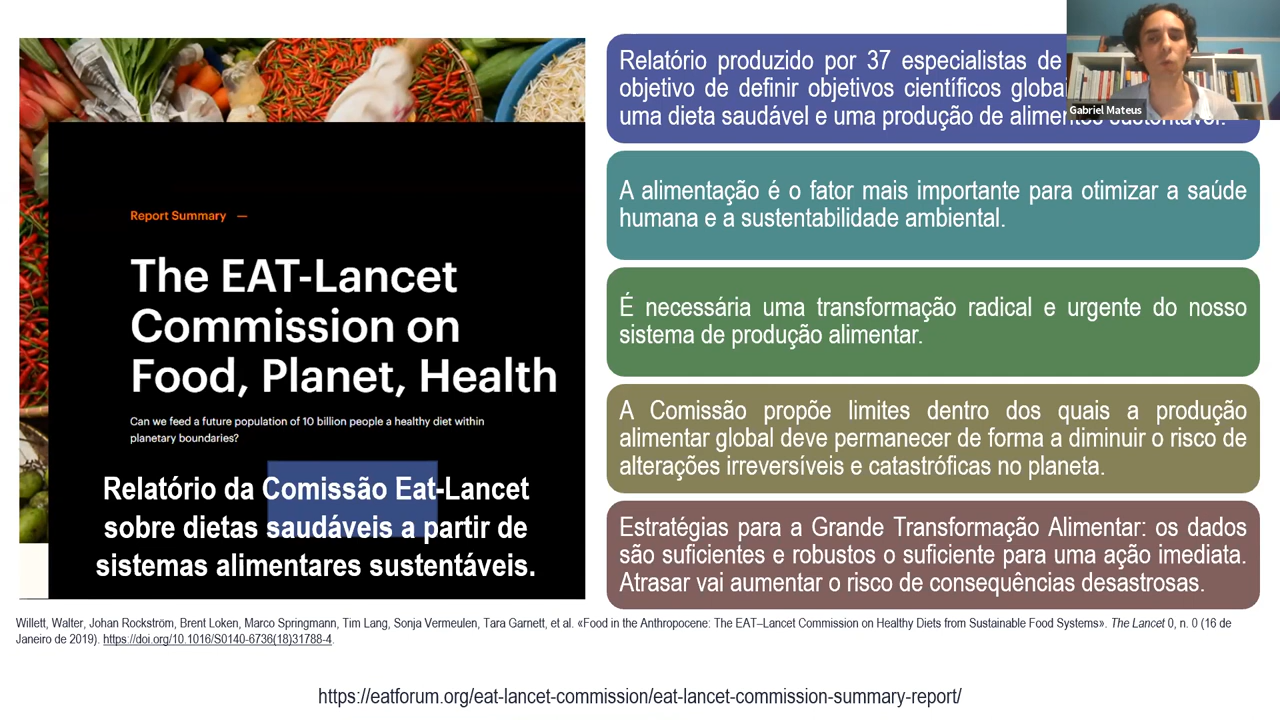 Report Summary —
The EAT-Lancet
Commission on
Food, Planet, Health
Can we feed a future population of 10 billion people a healthy diet within
planetary boundaries?
Relatório da Comissão Eat-Lancet
sobre dietas saudáveis a partir de
sistemas alimentares sustentáveis.
Relatório produzido por 37 especialistas de
objetivo de definir objetivos científicos
uma dieta saudável e uma produção de alimentos sustentável.
Gabriel Mateus
A alimentação é o fator mais importante para otimizar a saúde
humana e a sustentabilidade ambiental.
É necessária uma transformação radical e urgente do nosso
sistema de produção alimentar.
A Comissão propõe limites dentro dos quais a produção
alimentar global deve permanecer de forma a diminuir o risco de
alterações irreversíveis e catastróficas no planeta.
Estratégias para a Grande Transformação Alimentar: os dados
são suficientes e robustos o suficiente para uma ação imediata.
Atrasar vai aumentar o risco de consequências desastrosas.
Willett, Walter, Johan Rockström, Brent Loken, Marco Springmann, Tim Lang, Sonja Vermeulen, Tara Garnett, et al. «Food in the Anthropocene: The EAT–Lancet Commission on Healthy Diets from Sustainable Food Systems». The Lancet 0, n. 0 (16 de
Janeiro de 2019). https://doi.org/10.1016/S0140-6736(18)31788-4.
https://eatforum.org/eat-lancet-commission/eat-lancet-commission-summary-report/